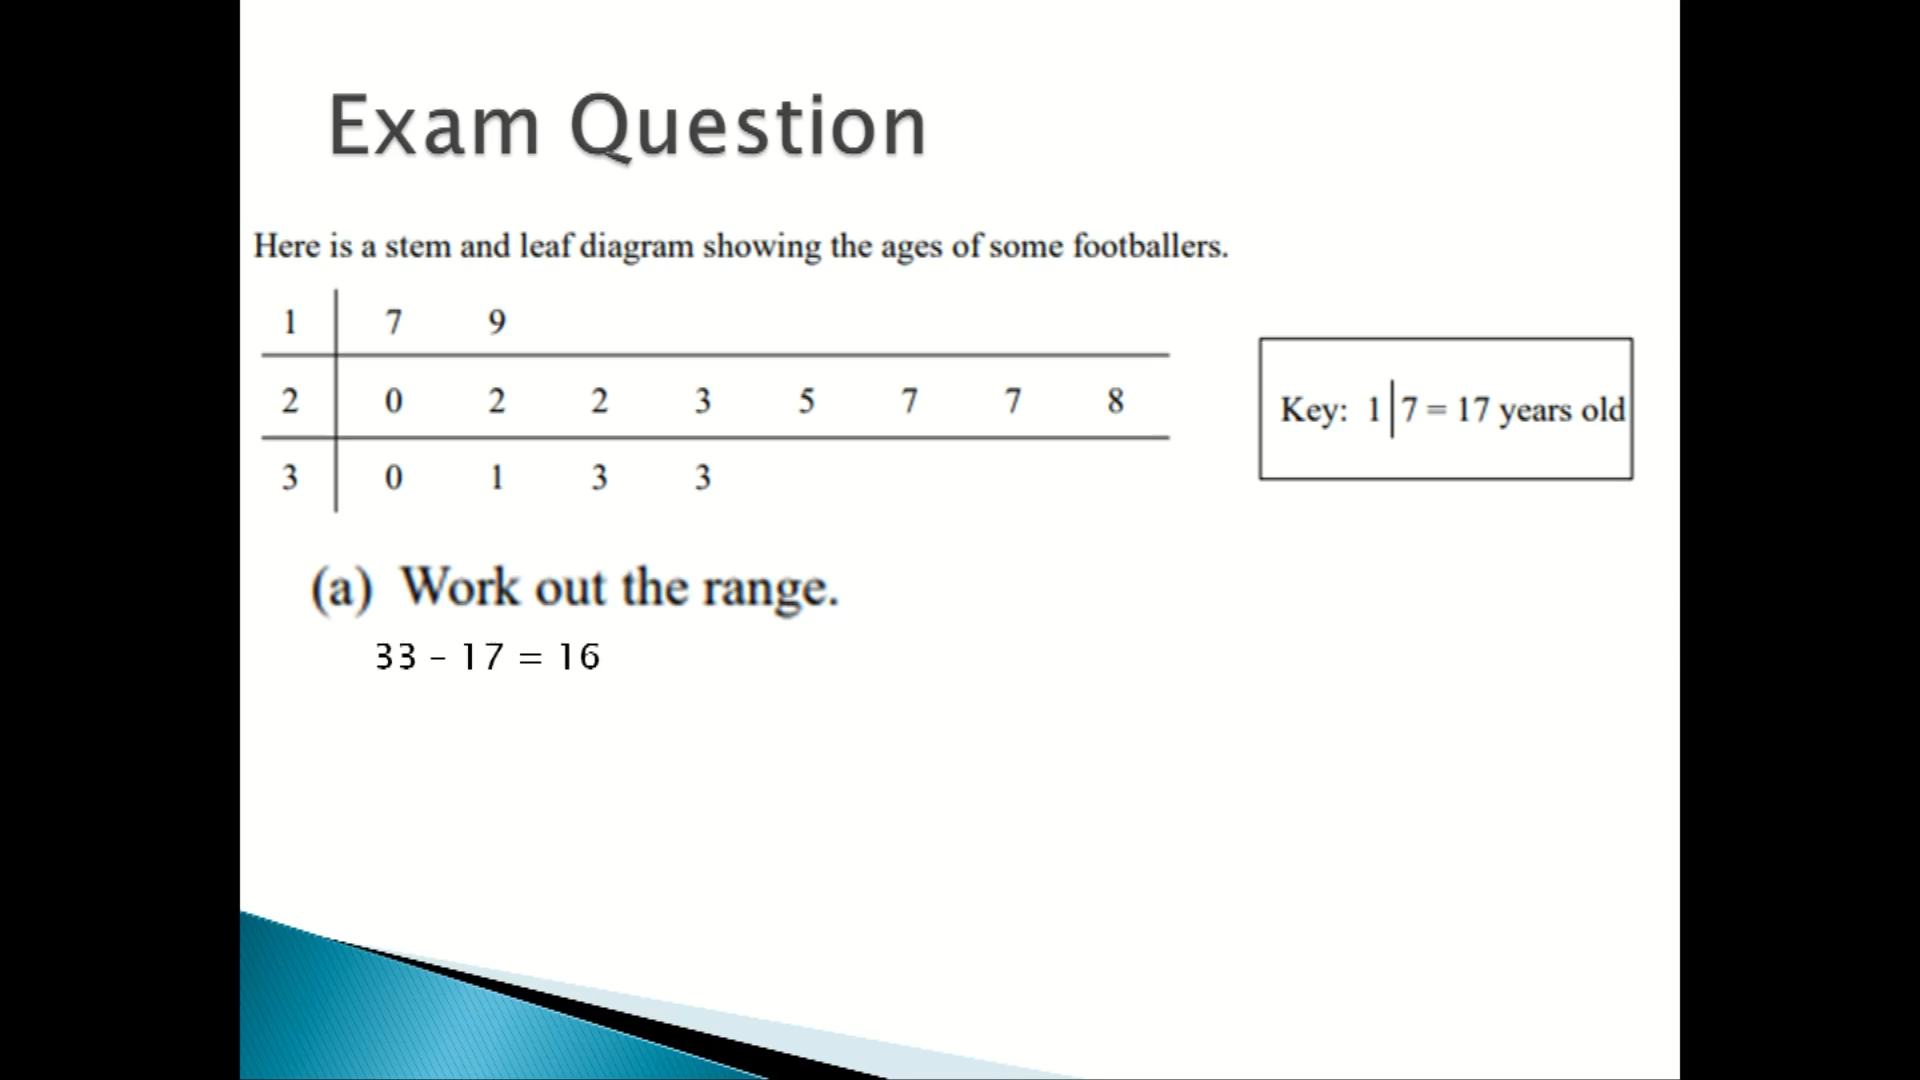 Exam Question
Here is a stem and leaf diagram showing the ages of some footballers.
1 7 9
2 0 2 2 3 5 7 7 8
3 0 1 3 3
Key: 1|7 = 17 years old
(a) Work out the range.
33 – 17 = 16